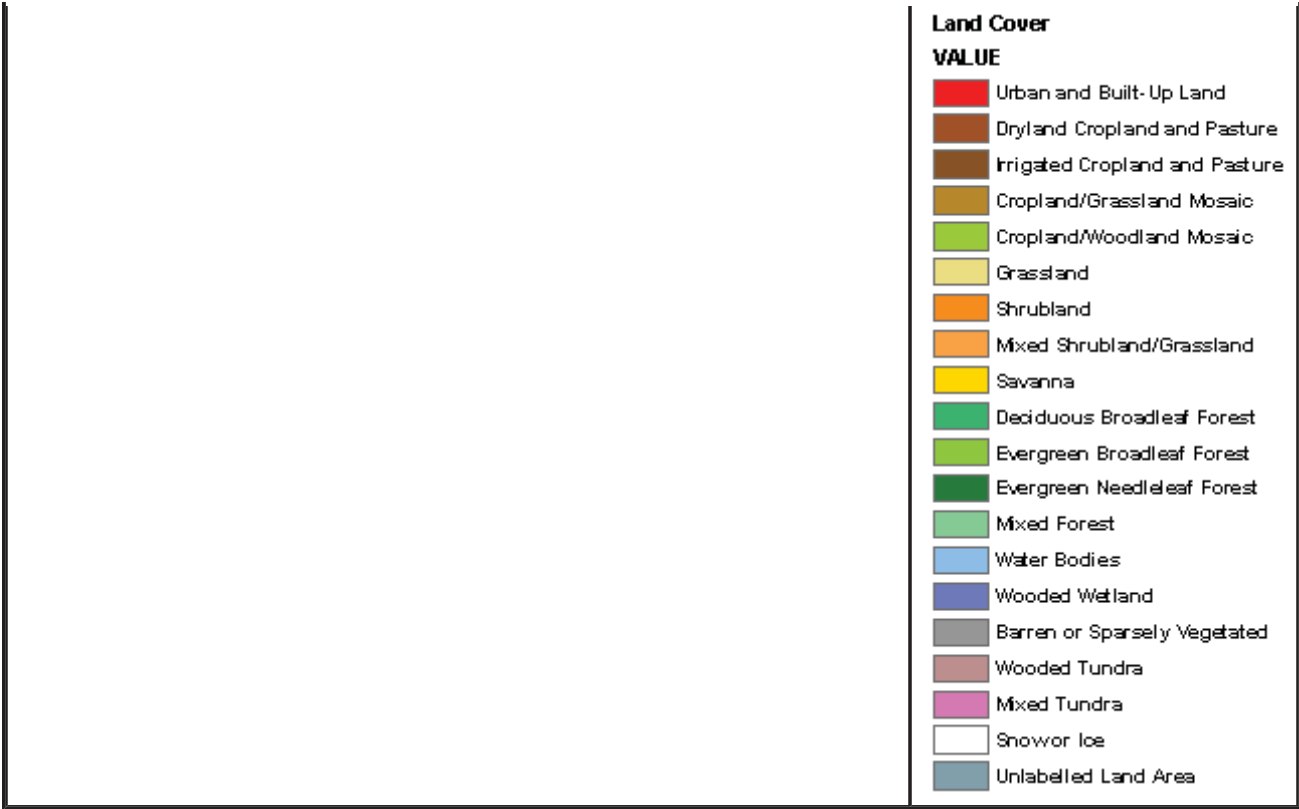 Land Cover
VALUE
Urban and Built-Up Land
Dryland Cropland and Pasture
Irrigated Cropland and Pasture
Cropland/Grassland Mosaic
Cropland/Woodland Mosaic
Grassland
Shrubland
Mixed Shrubland/Grassland
Savanna
Deciduous Broadleaf Forest
Evergreen Broadleaf Forest
Evergreen Needleleaf Forest
Mixed Forest
Water Bodies
Wooded Wetland
Barren or Sparsely Vegetated
Wooded Tundra
Mixed Tundra
Snow or Ice
Unlabelled Land Area